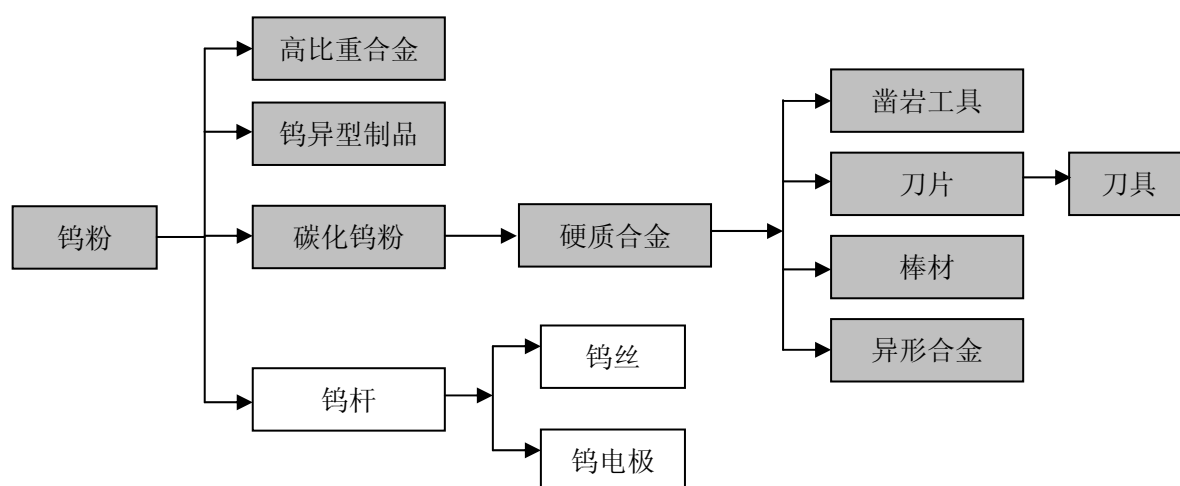 高比重合金
凿岩工具
钨异型制品
刀片
刀具
钨粉
碳化钨粉
硬质合金
棒材
钨丝
异形合金
钨杆
钨电极